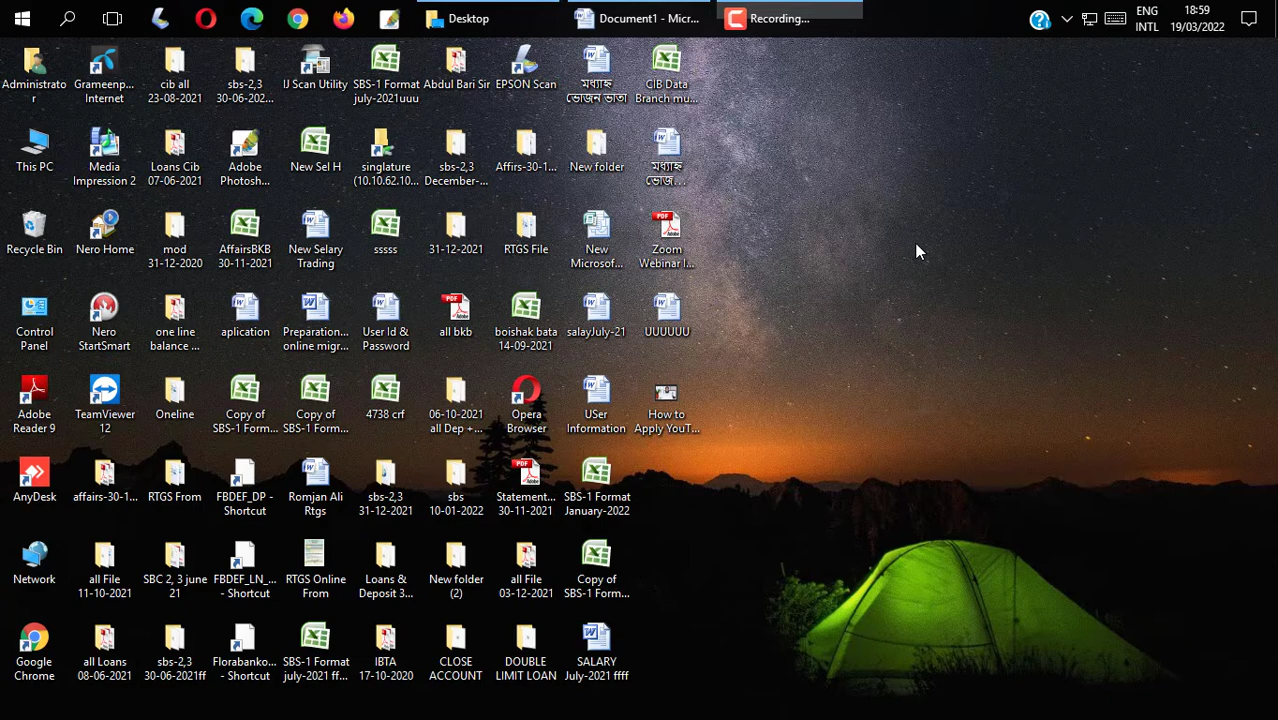 Desktop
Document1 - Micr...
Recording...
ENG
INTL
18:59
19/03/2022
Administrato
r
Grameenp...
Internet
cib all
23-08-2021
sbs-2,3
30-06-202...
IJ Scan Utility
SBS-1 Format
july-2021uuu
Abdul Bari Sir
EPSON Scan
মধ্যাহ্ন
ভোজন ভাতা
CIB Data
Branch mu...
This PC
Media
Impression 2
Loans Cib
07-06-2021
Adobe
Photosh...
New Sel H
singlature
(10.10.62.10...
sbs-2,3
December-...
Affirs-30-1...
New folder
মধ্যাহ্ন
ভোজ...
Recycle Bin
Nero Home
mod
31-12-2020
AffairsBKB
30-11-2021
New Selary
Trading
sssss
31-12-2021
RTGS File
New
Microsof...
PDF
Zoom
Webinar I...
Control
Panel
Nero
StartSmart
one line
balance ...
aplication
Preparation...
online migr...
User Id &
Password
PDF
all bkb
boishak bata
14-09-2021
salayJuly-21
UUUUUU
Adobe
Reader 9
TeamViewer
12
Oneline
Copy of
SBS-1 Form...
Copy of
SBS-1 Form...
4738 crf
06-10-2021
all Dep +...
Opera
Browser
USer
Information
How to
Apply YouT...
AnyDesk
affairs-30-1...
RTGS From
FBDEF_DP -
Shortcut
Romjan Ali
Rtgs
sbs-2,3
31-12-2021
sbs
10-01-2022
PDF
Statement...
30-11-2021
SBS-1 Format
January-2022
Network
all File
11-10-2021
SBC 2, 3 june
21
FBDEF_LN_...
- Shortcut
RTGS Online
From
Loans &
Deposit 3...
New folder
(2)
all File
03-12-2021
Copy of
SBS-1 Form...
Google
Chrome
all Loans
08-06-2021
sbs-2,3
30-06-2021ff
Florabanko...
- Shortcut
SBS-1 Format
july-2021 ff...
IBTA
17-10-2020
CLOSE
ACCOUNT
DOUBLE
LIMIT LOAN
SALARY
July-2021 ffff